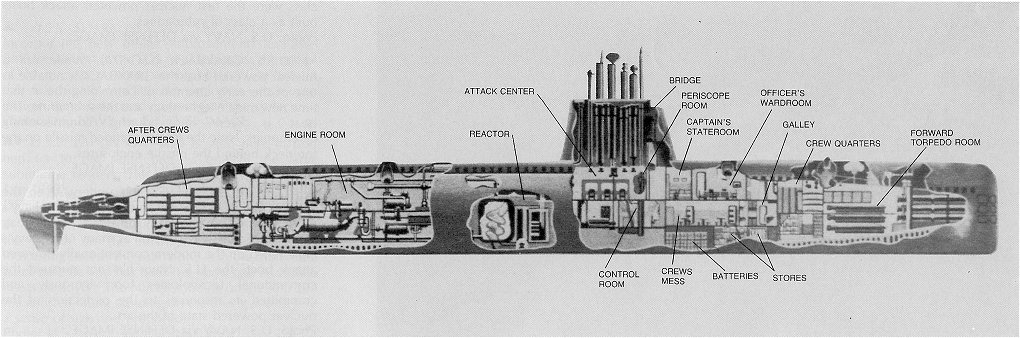 BRIDGE
ATTACK CENTER
PERISCOPE
ROOM
OFFICER'S
WARDROOM
CAPTAIN'S
STATEROOM
GALLEY
AFTER CREWS
QUARTERS
ENGINE ROOM
REACTOR
CREW QUARTERS
FORWARD
TORPEDO ROOM
CONTROL
ROOM
CREWS
MESS
BATTERIES
STORES